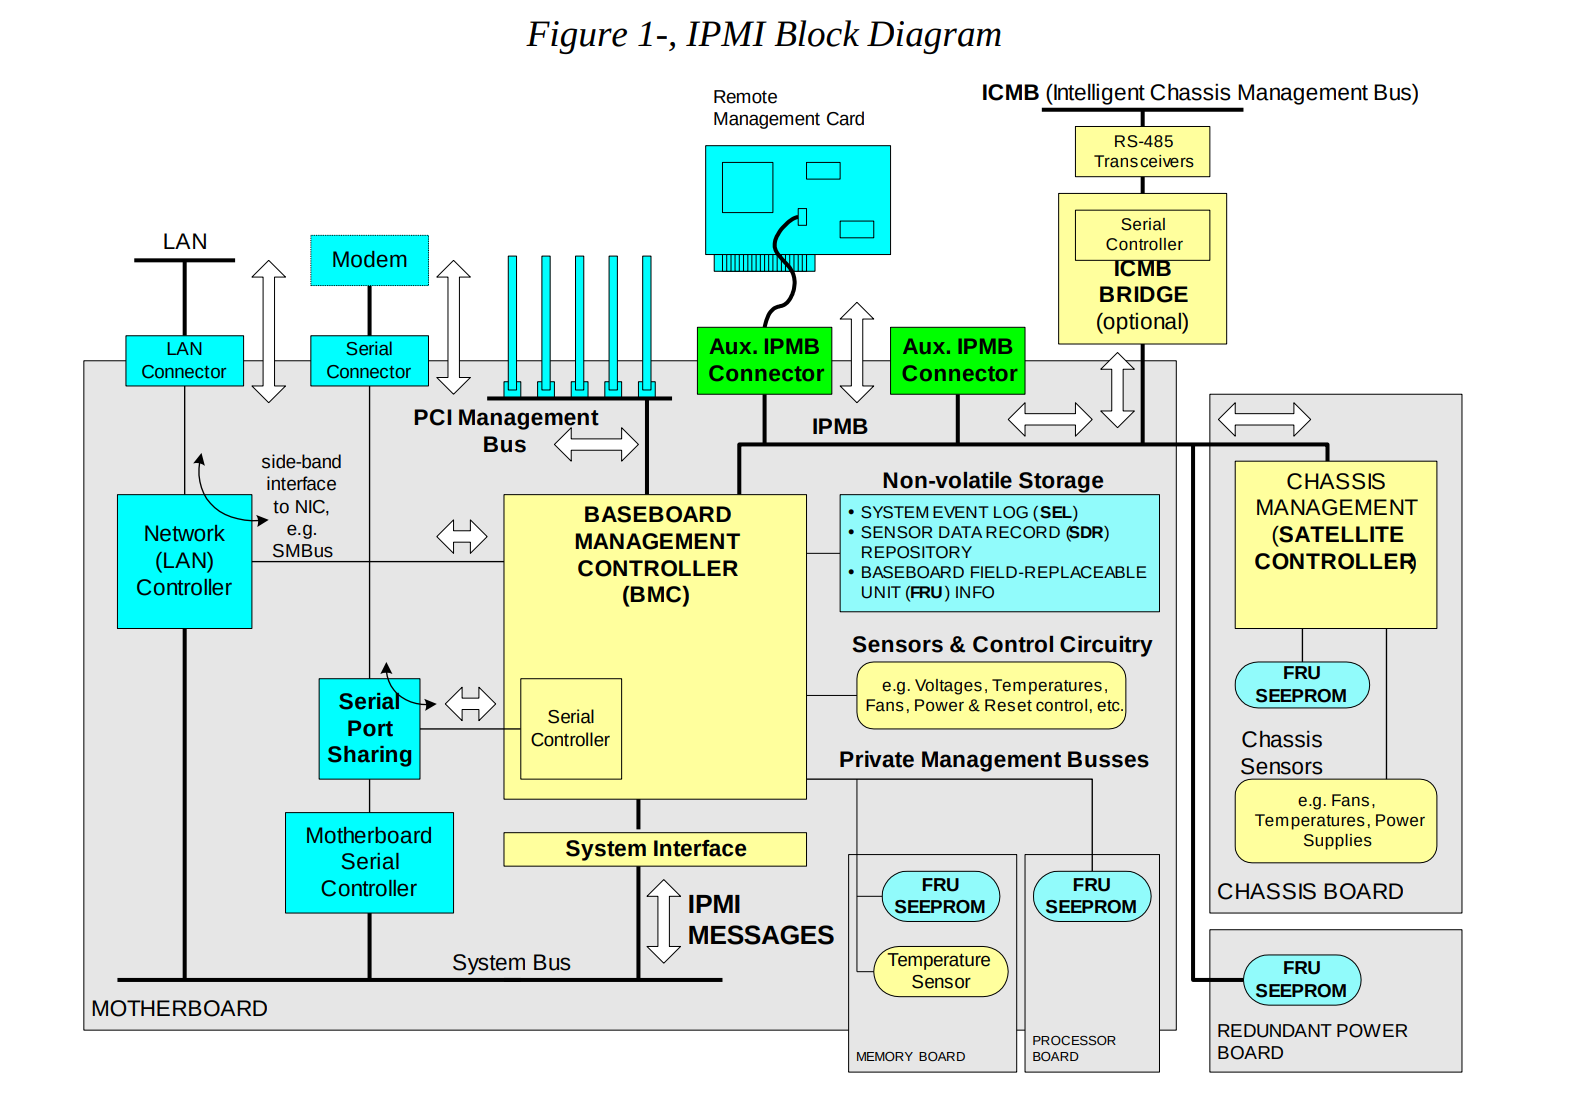 Figure 1-, IPMI Block Diagram
Remote
Management Card
ICMB (Intelligent Chassis Management Bus)
RS-485
Transceivers
Serial
Controller
ICMB
BRIDGE
(optional)
LAN
Modem
LAN
Connector
Serial
Connector
Aux. IPMB
Connector
Aux. IPMB
Connector
PCI Management
Bus
IPMB
side-band
interface
to NIC,
e.g.
SMBus
Network
(LAN)
Controller
BASEBOARD
MANAGEMENT
CONTROLLER
(BMC)
Non-volatile Storage
• SYSTEM EVENT LOG (SEL)
• SENSOR DATA RECORD (SDR)
REPOSITORY
• BASEBOARD FIELD-REPLACEABLE
UNIT (FRU) INFO
CHASSIS
MANAGEMENT
(SATELLITE
CONTROLLER)
Sensors & Control Circuitry
e.g. Voltages, Temperatures,
Fans, Power & Reset control, etc.
FRU
SEEPROM
Serial
Port
Sharing
Serial
Controller
Chassis
Sensors
Private Management Busses
e.g. Fans,
Temperatures, Power
Supplies
Motherboard
Serial
Controller
System Interface
FRU
SEEPROM
FRU
SEEPROM
CHASSIS BOARD
IPMI
MESSAGES
Temperature
Sensor
System Bus
FRU
SEEPROM
MOTHERBOARD
MEMORY BOARD
PROCESSOR
BOARD
REDUNDANT POWER
BOARD